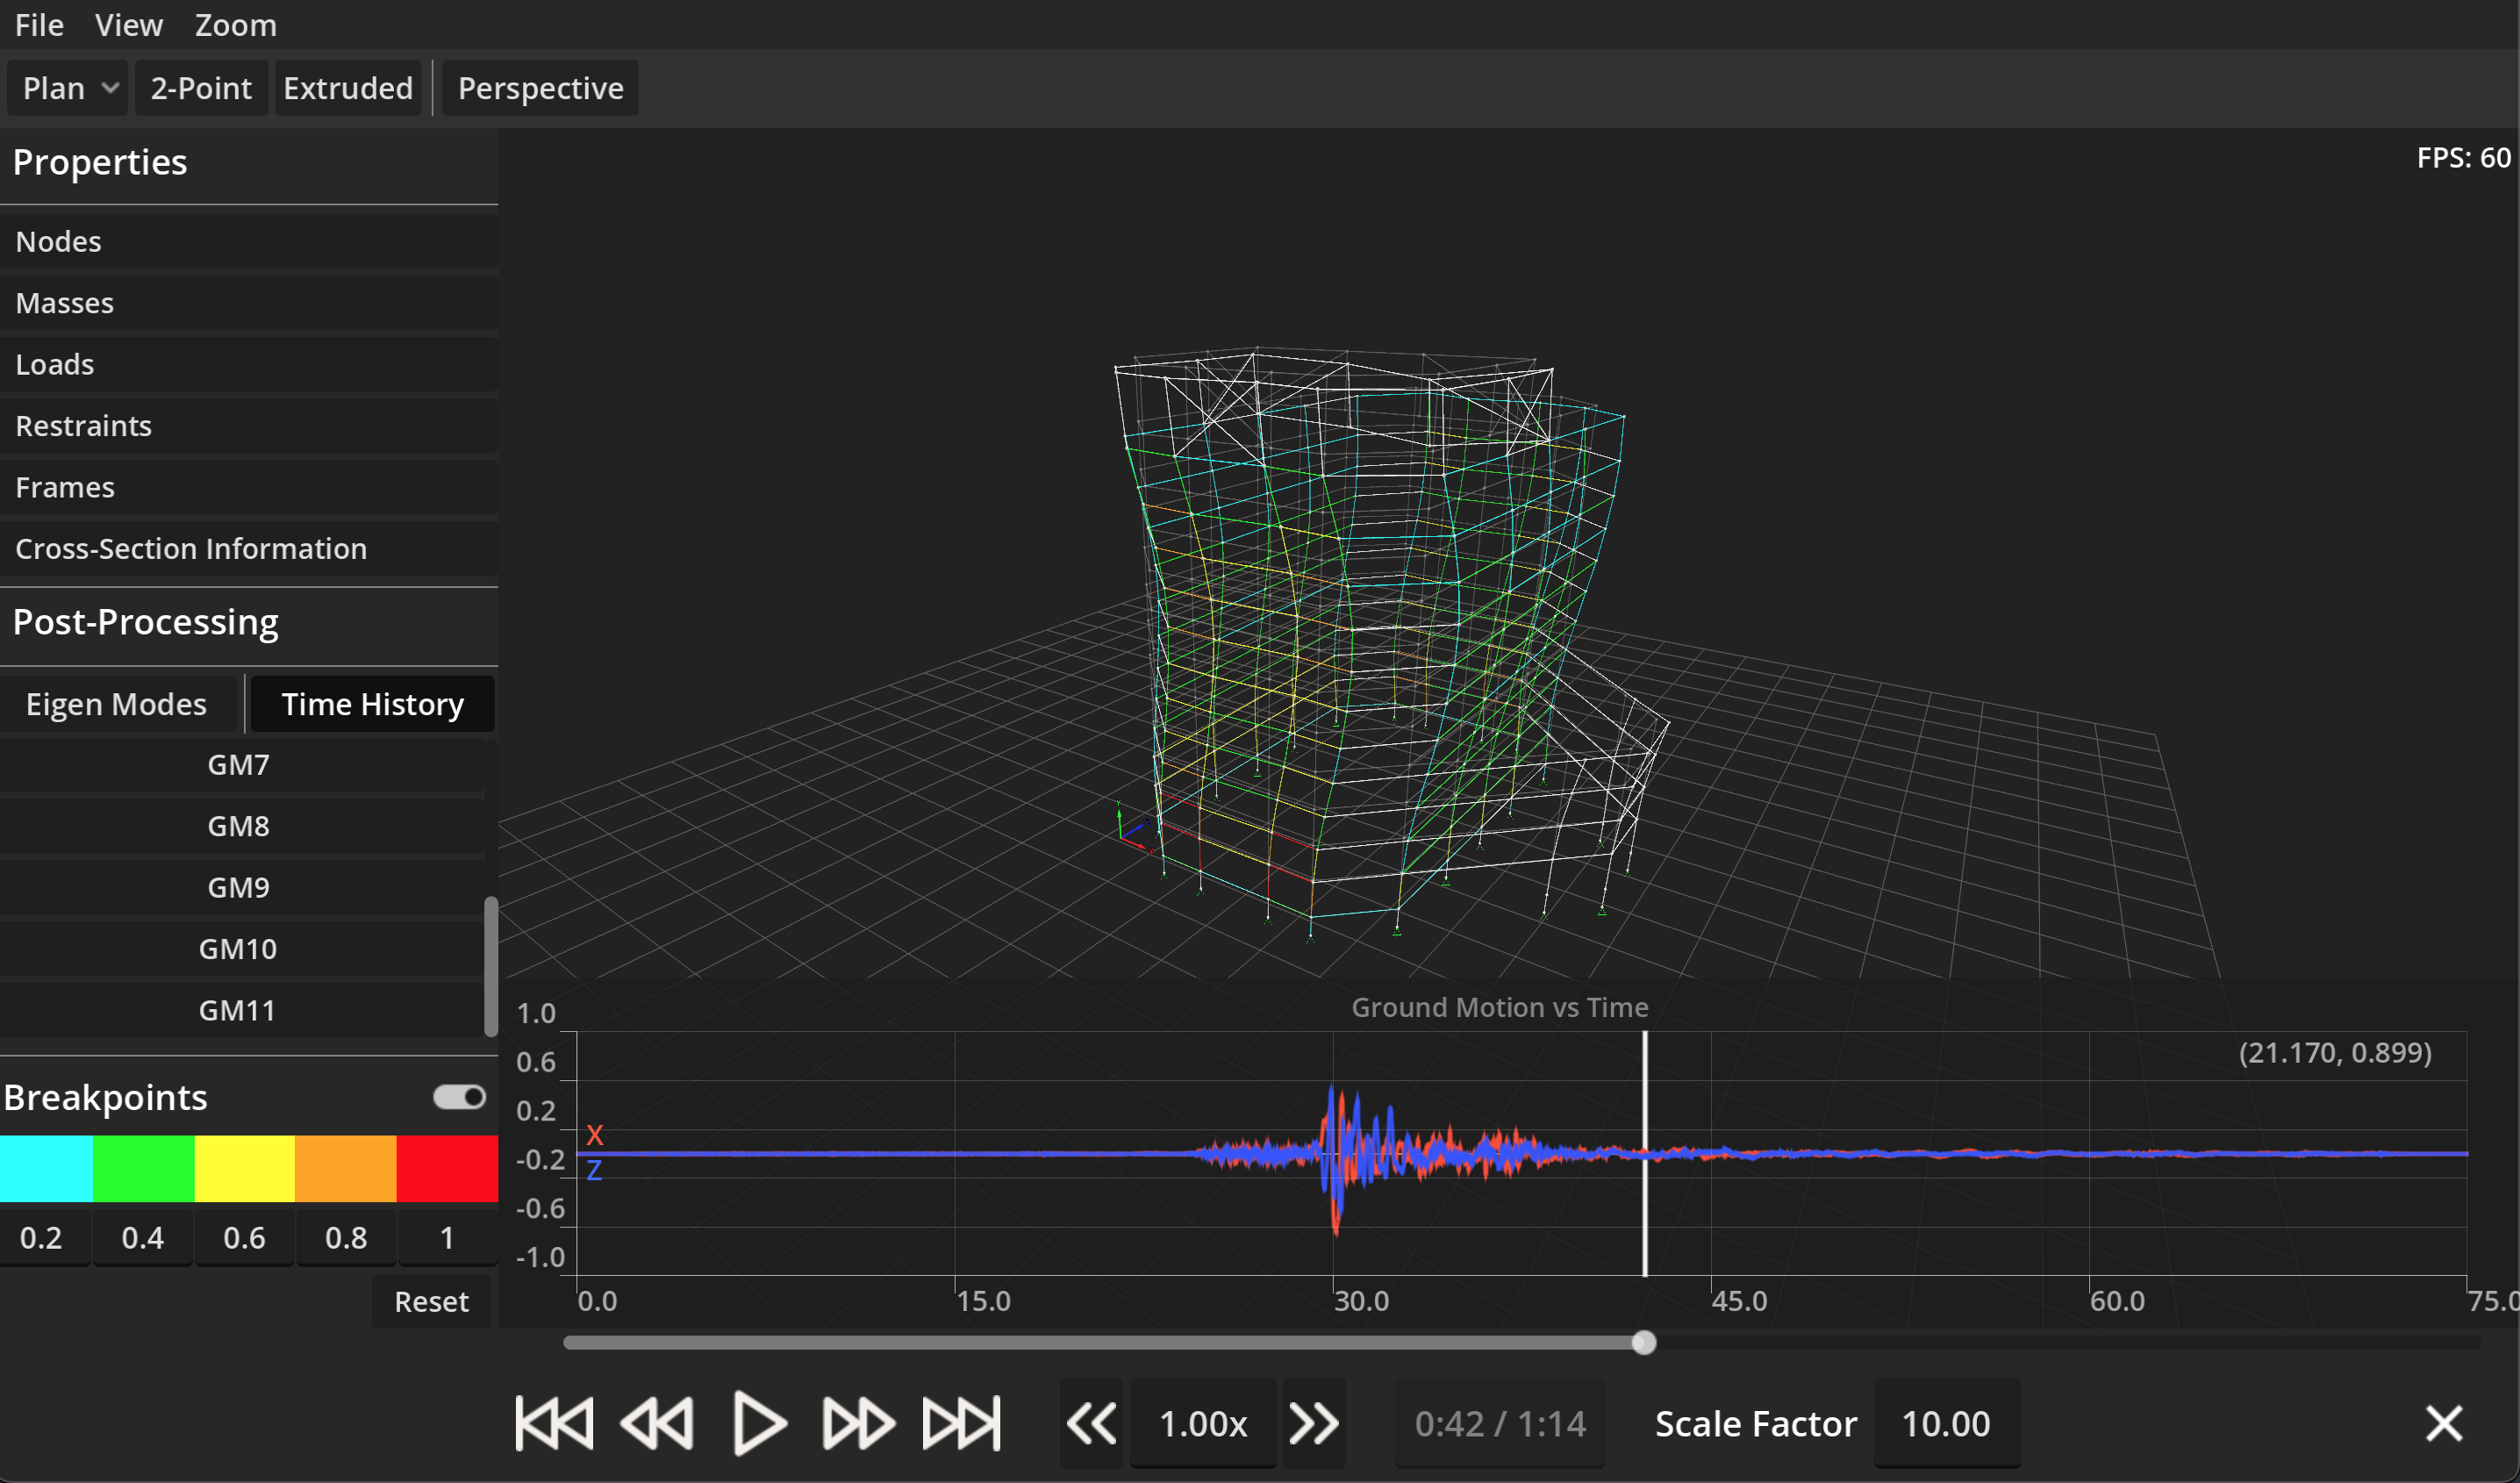 File View Zoom
Plan 2-Point Extruded Perspective
Properties
FPS: 60
Nodes
Masses
Loads
Restraints
Frames
Cross-Section Information
Post-Processing
Eigen Modes Time History
GM7
GM8
GM9
GM10
GM11
Breakpoints
0.2 0.4 0.6 0.8 1
Reset
Ground Motion vs Time
(21.170, 0.899)
1.0
0.6
0.2
-0.2
-0.6
-1.0
X
Z
0.0 15.0 30.0 45.0 60.0 75.0
1.00x 0:42 / 1:14 Scale Factor 10.00